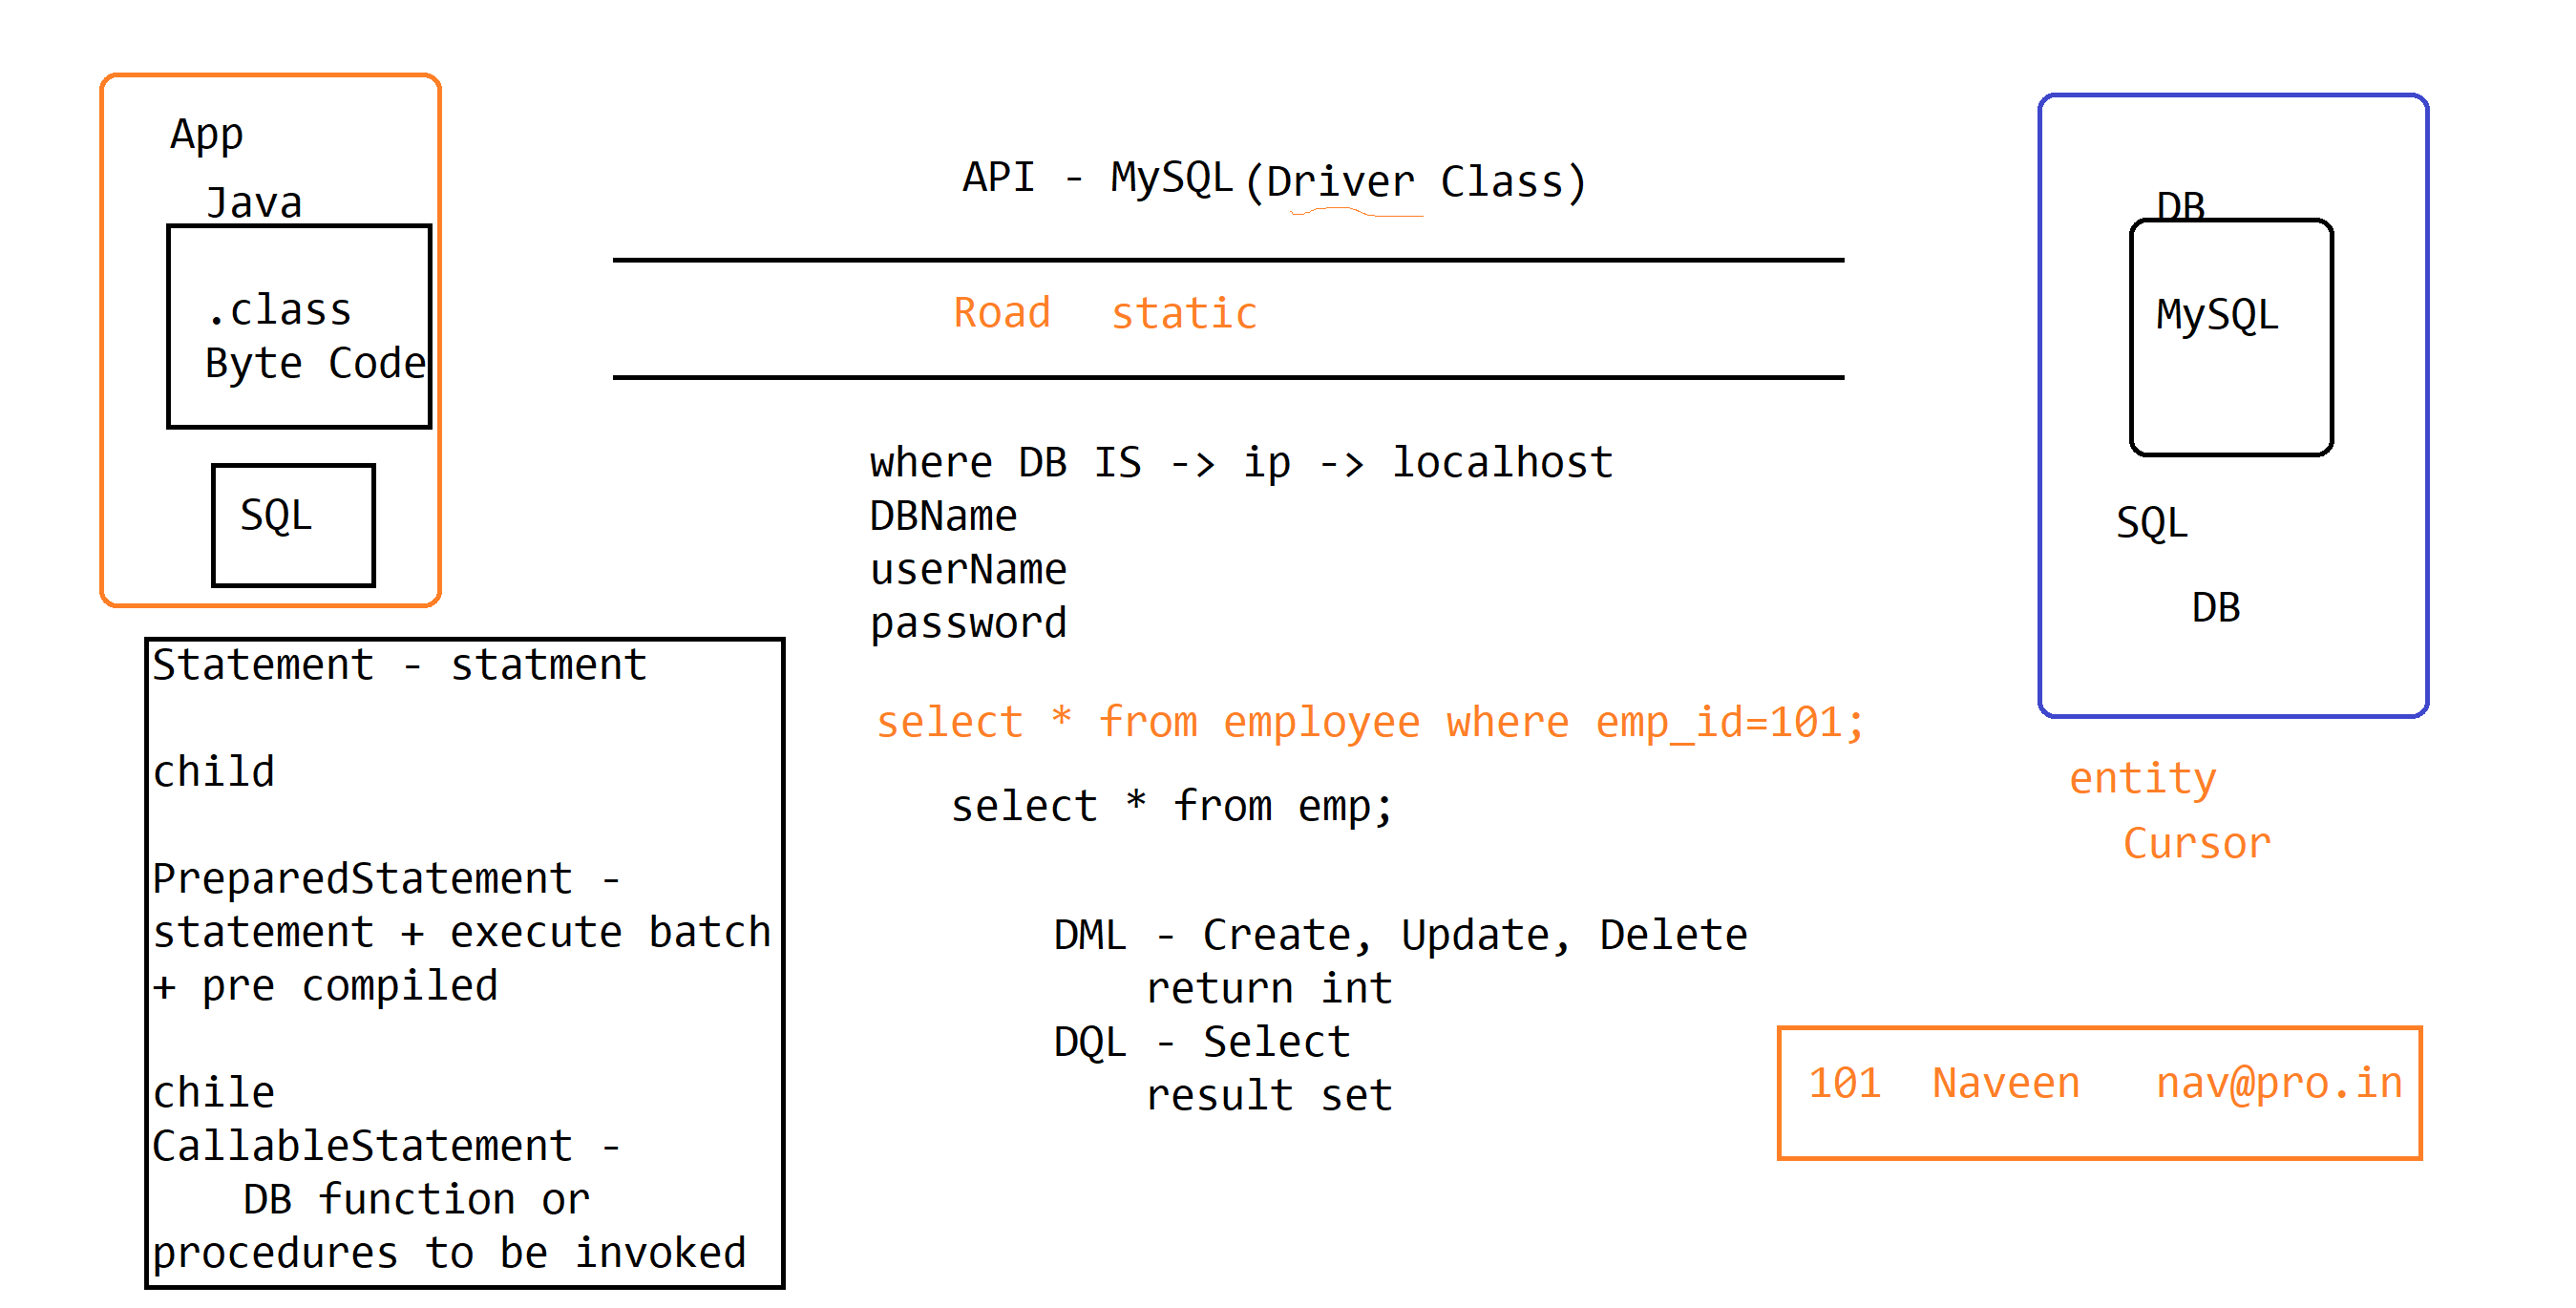 App
Java
.class
Byte Code
SQL
API - MySQL (Driver Class)
Road static
where DB IS -> ip -> localhost
DBName
userName
password
select * from employee where emp_id=101;
select * from emp;
DML - Create, Update, Delete
return int
DQL - Select
result set
DB
MySQL
SQL
DB
entity
Cursor
101 Naveen nav@pro.in
Statement - statment
child
PreparedStatement -
statement + execute batch
+ pre compiled
chile
CallableStatement -
DB function or
procedures to be invoked